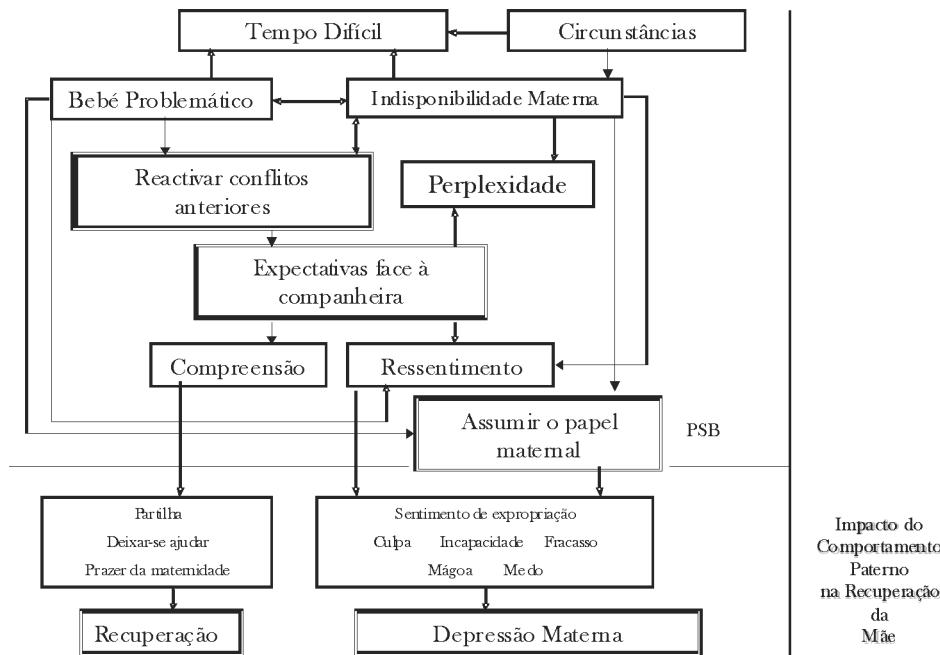 Tempo Difícil
Circunstâncias
Bebé Problemático
Indisponibilidade Materna
Reactivar conflitos
anteriores
Perplexidade
Expectativas face à
companheira
Compreensão
Ressentimento
Assumir o papel
maternal
PSB
Partilha
Deixar-se ajudar
Prazer da maternidade
Sentimento de expropriação
Culpa Incapacidade Fracasso
Mágoa Medo
Impacto do
Comportamento
Paterno
na Recuperação
da
Mãe
Recuperação
Depressão Materna